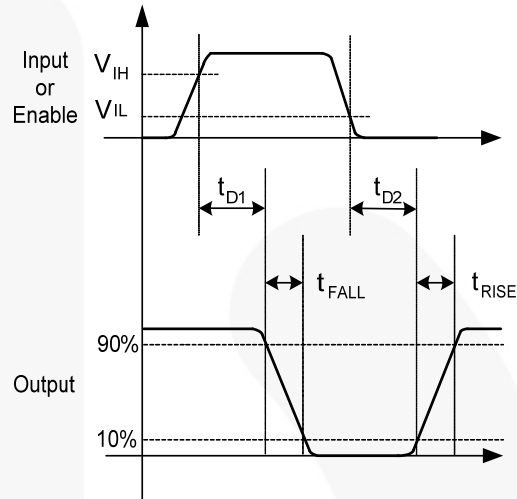 Input
or
Enable
VIH
VIL
tD1
tD2
tFALL
tRISE
90%
Output
10%